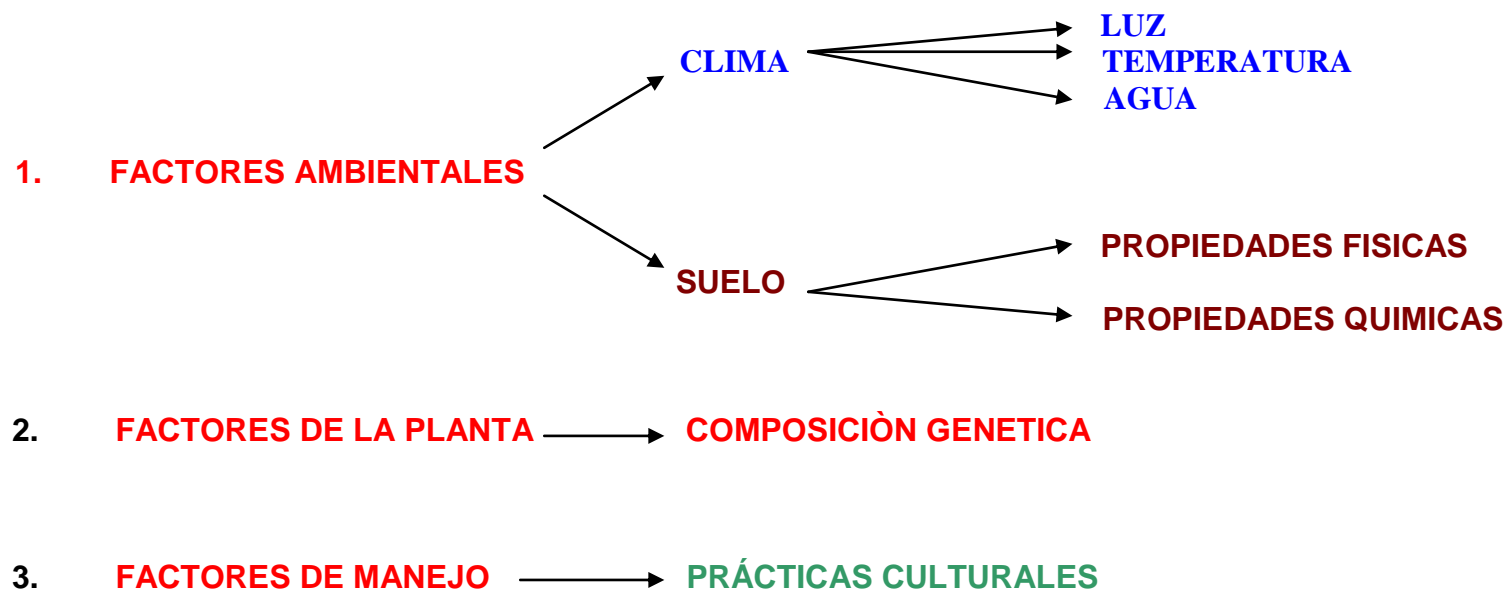 LUZ
CLIMA TEMPERATURA
AGUA
1. FACTORES AMBIENTALES
PROPIEDADES FISICAS
SUELO
PROPIEDADES QUIMICAS
2. FACTORES DE LA PLANTA COMPOSICIÒN GENETICA
3. FACTORES DE MANEJO PRÁCTICAS CULTURALES